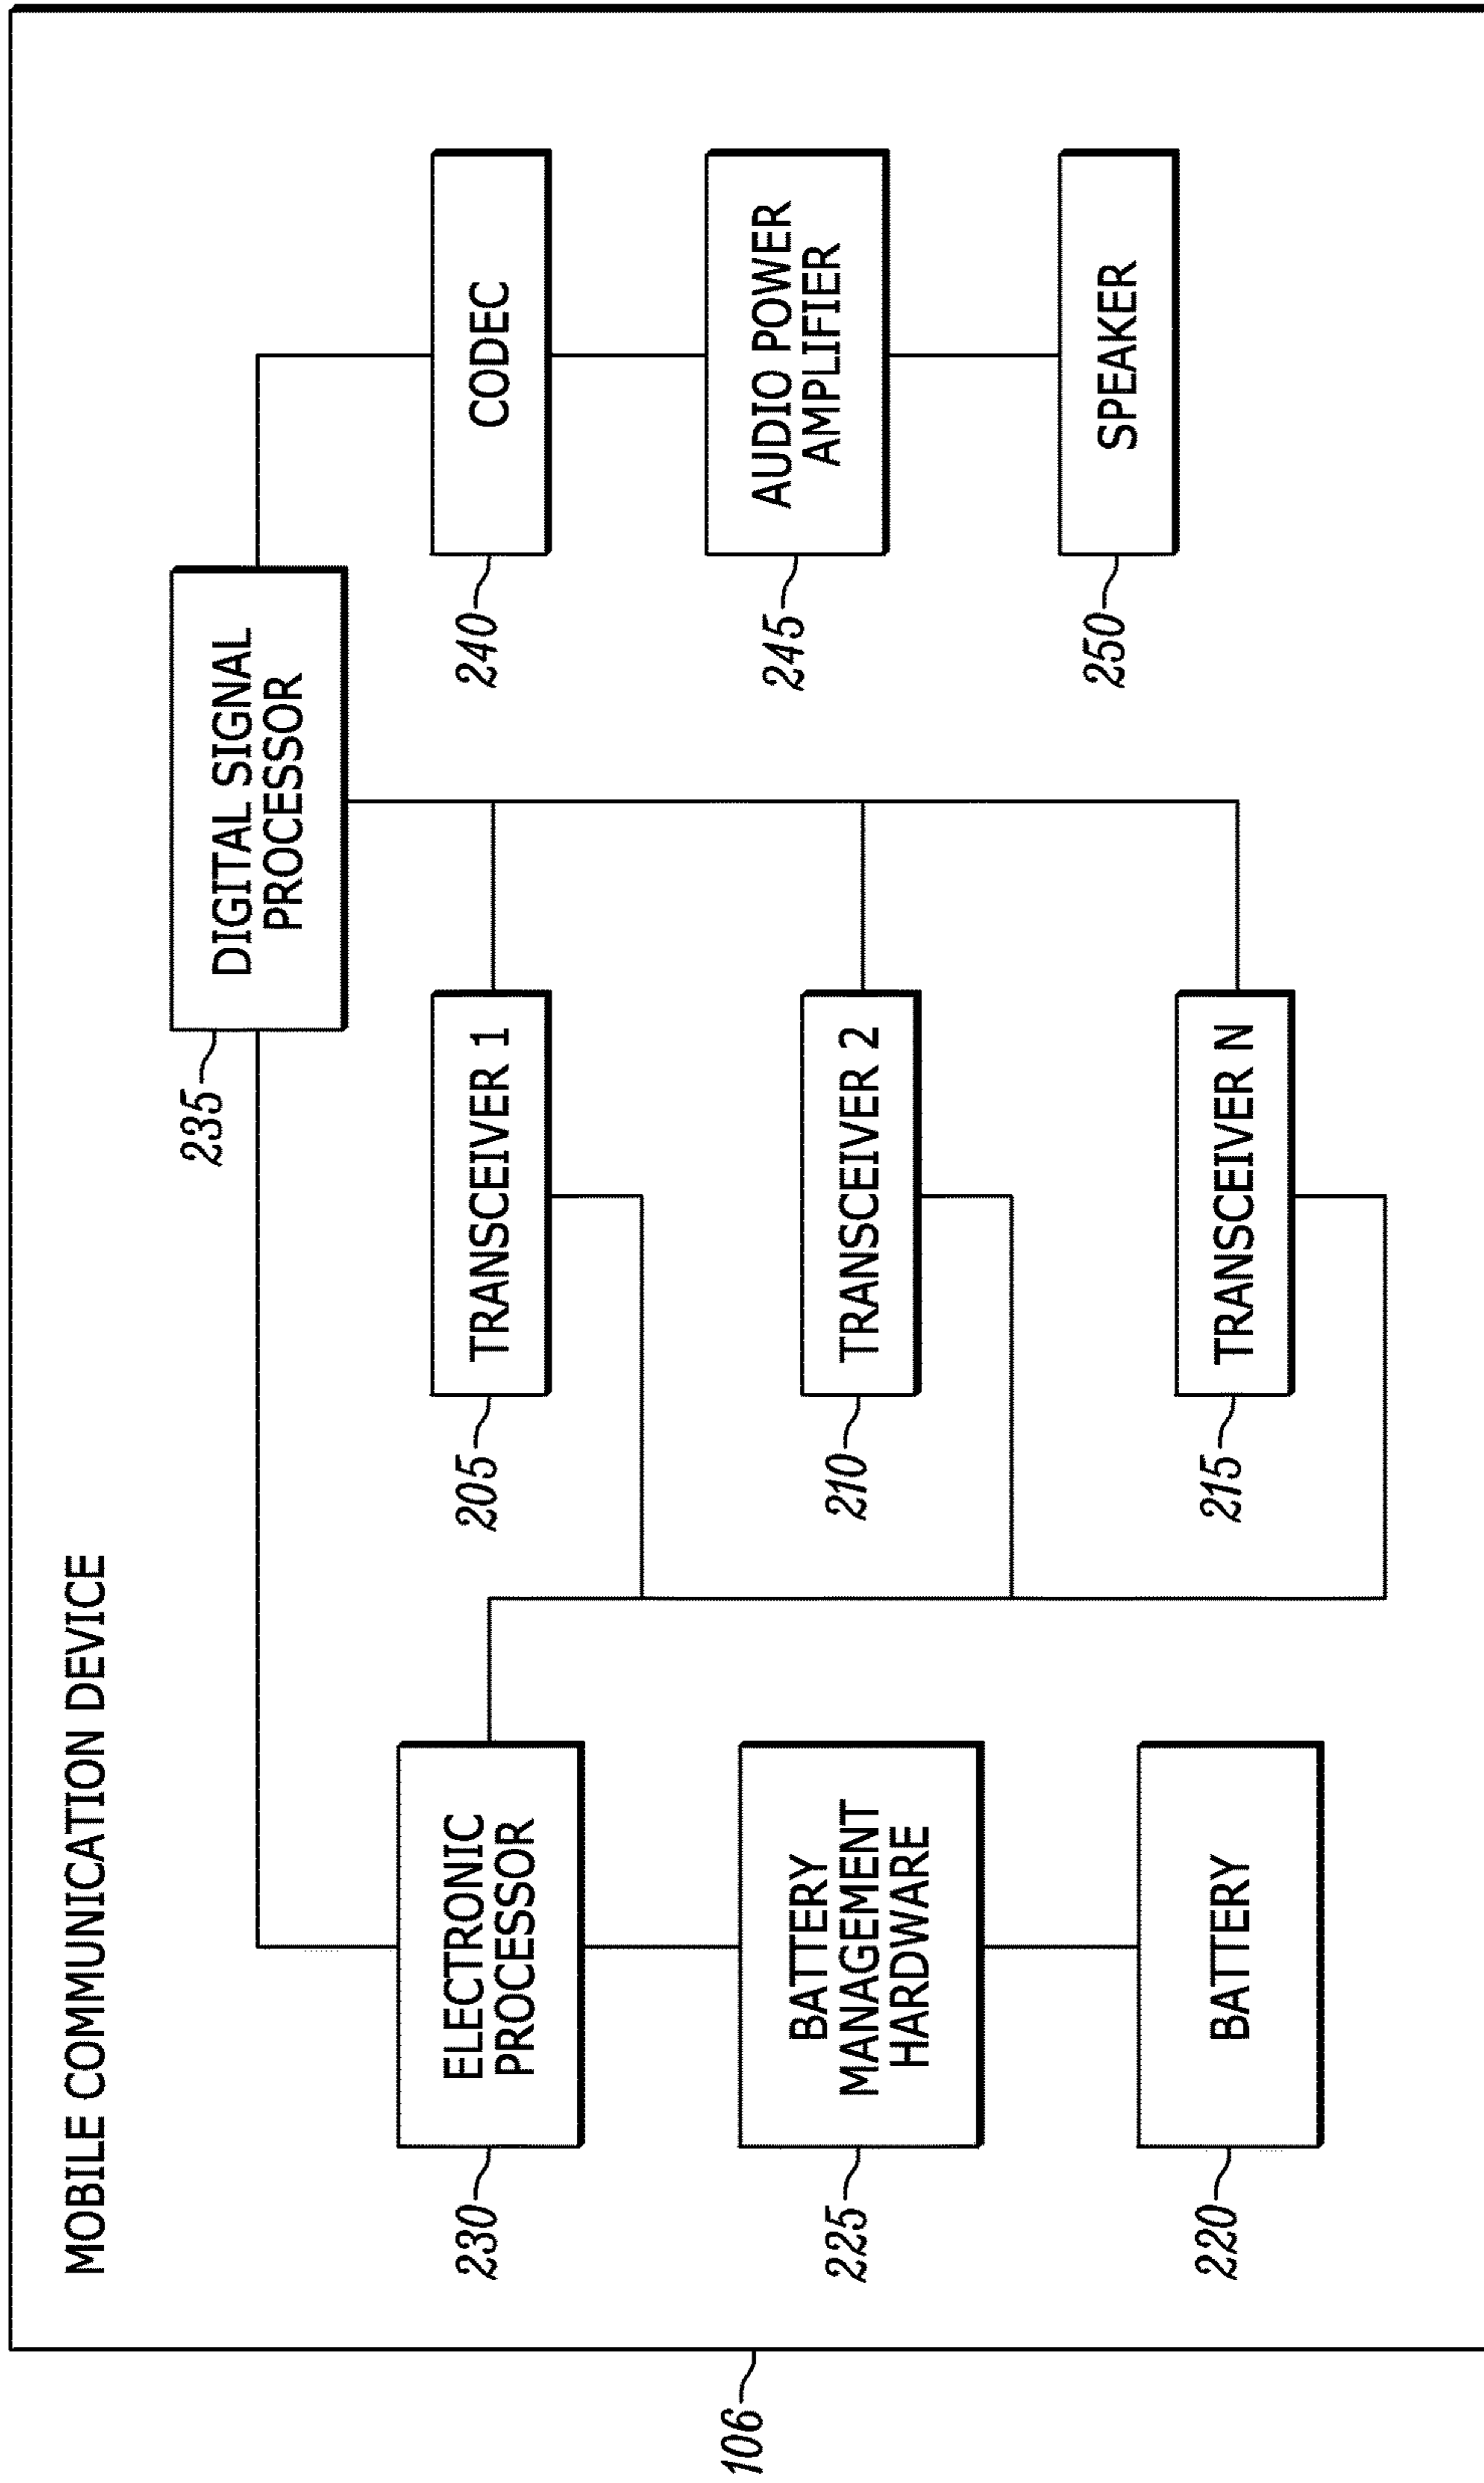 MOBILE COMMUNICATION DEVICE
106
235
DIGITAL SIGNAL
PROCESSOR
230
ELECTRONIC
PROCESSOR
205
TRANSCEIVER 1
240
CODEC
225
BATTERY
MANAGEMENT
HARDWARE
210
TRANSCEIVER 2
245
AUDIO POWER
AMPLIFIER
220
BATTERY
215
TRANSCEIVER N
250
SPEAKER